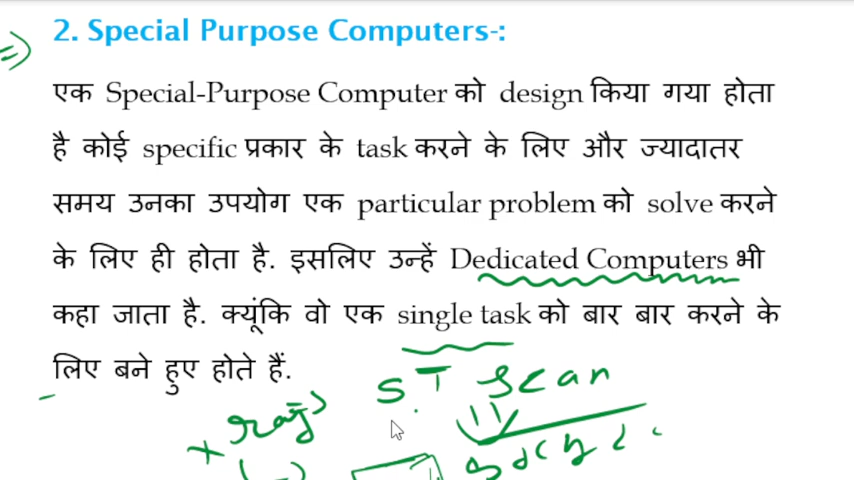 2. Special Purpose Computers-:
एक Special-Purpose Computer को design किया गया होता
है कोई specific प्रकार के task करने के लिए और ज्यादातर
समय उनका उपयोग एक particular problem को solve करने
के लिए ही होता है. इसलिए उन्हें Dedicated Computers भी
कहा जाता है. क्यूंकि वो एक single task को बार बार करने के
लिए बने हुए होते हैं.
S.T Scan